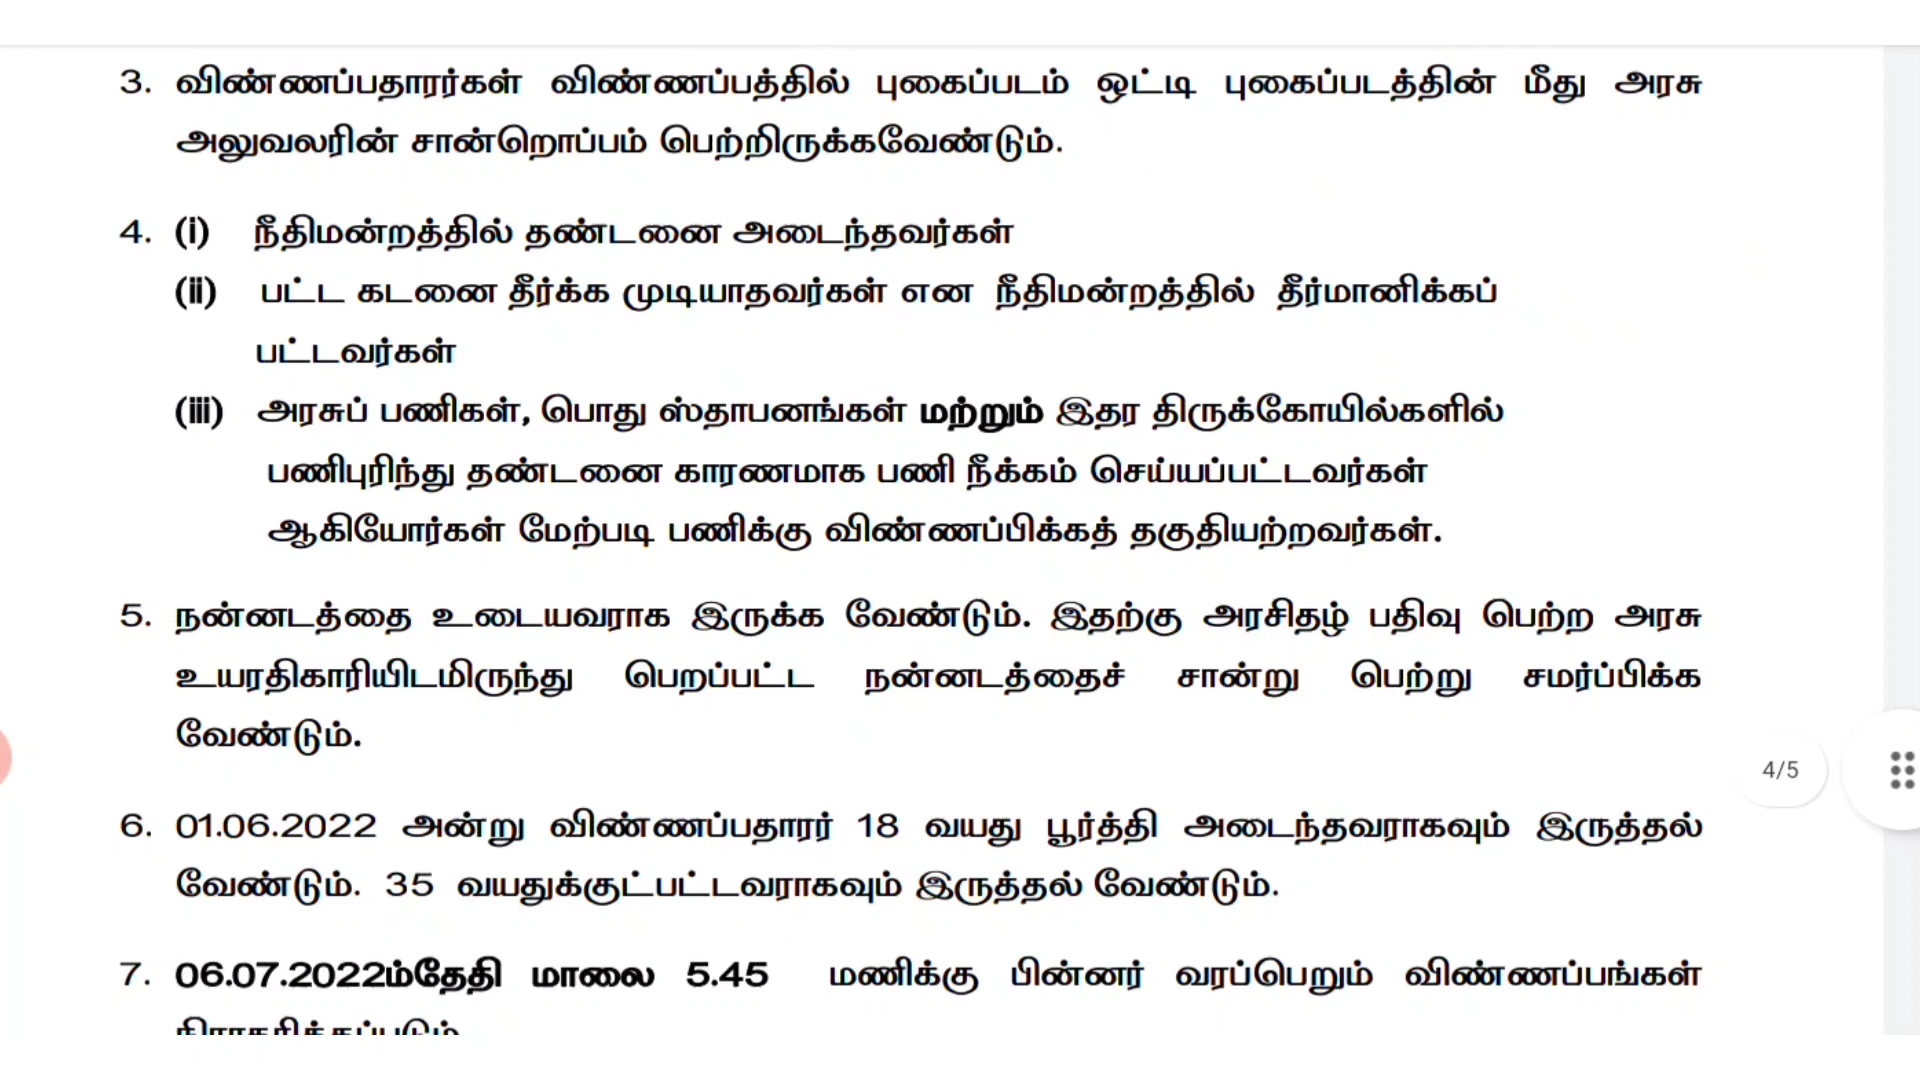 3. விண்ணப்பதாரர்கள் விண்ணப்பத்தில் புகைப்படம் ஒட்டி புகைப்படத்தின் மீது அரசு
அலுவலரின் சான்றொப்பம் பெற்றிருக்கவேண்டும்.
4. (i) நீதிமன்றத்தில் தண்டனை அடைந்தவர்கள்
(ii) பட்ட கடனை தீர்க்க முடியாதவர்கள் என நீதிமன்றத்தில் தீர்மானிக்கப்
பட்டவர்கள்
(iii) அரசுப் பணிகள், பொது ஸ்தாபனங்கள் மற்றும் இதர திருக்கோயில்களில்
பணிபுரிந்து தண்டனை காரணமாக பணி நீக்கம் செய்யப்பட்டவர்கள்
ஆகியோர்கள் மேற்படி பணிக்கு விண்ணப்பிக்கத் தகுதியற்றவர்கள்.
5. நன்னடத்தை உடையவராக இருக்க வேண்டும். இதற்கு அரசிதழ் பதிவு பெற்ற அரசு
உயரதிகாரியிடமிருந்து பெறப்பட்ட நன்னடத்தைச் சான்று பெற்று சமர்ப்பிக்க
வேண்டும்.
4/5
6. 01.06.2022 அன்று விண்ணப்பதாரர் 18 வயது பூர்த்தி அடைந்தவராகவும் இருத்தல்
வேண்டும். 35 வயதுக்குட்பட்டவராகவும் இருத்தல் வேண்டும்.
7. 06.07.2022ம்தேதி மாலை 5.45 மணிக்கு பின்னர் வரப்பெறும் விண்ணப்பங்கள்
நிராகரிக்கப்படும்